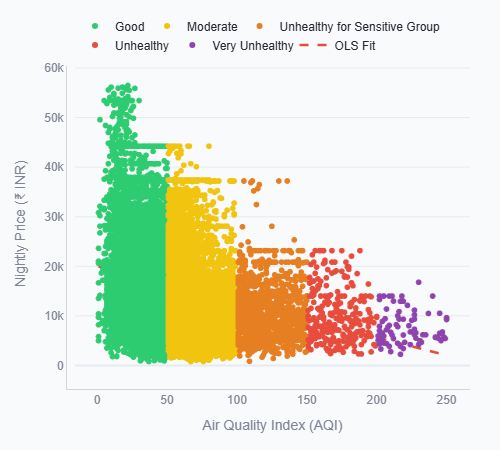 Good Moderate Unhealthy for Sensitive Group
Unhealthy Very Unhealthy OLS Fit
60k
50k
40k
30k
20k
10k
0
Nightly Price (₹ INR)
0 50 100 150 200 250
Air Quality Index (AQI)